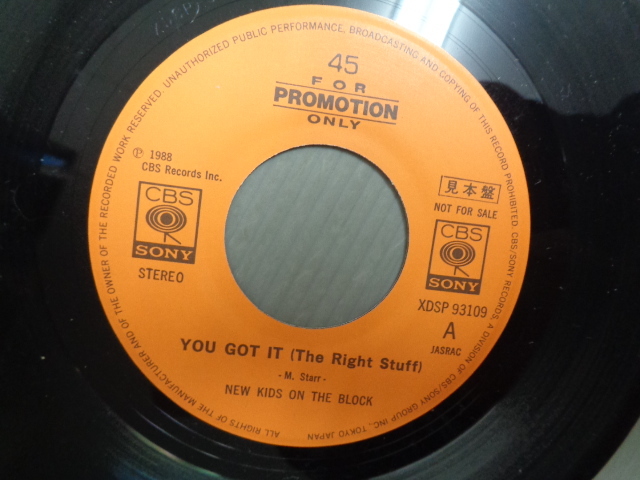 ALL RIGHTS OF THE MANUFACTURER AND OF THE OWNER OF THE RECORDED WORK RESERVED. UNAUTHORIZED PUBLIC PERFORMANCE, BROADCASTING AND COPYING OF THIS RECORD PROHIBITED. CBS/SONY RECORDS, A DIVISION OF CBS/SONY GROUP INC. TOKYO JAPAN
45
FOR
PROMOTION
ONLY
℗ 1988
CBS Records Inc.
CBS
SONY
STEREO
見本盤
NOT FOR SALE
CBS
SONY
XDSP 93109
A
JASRAC
YOU GOT IT (The Right Stuff)
- M. Starr -
NEW KIDS ON THE BLOCK